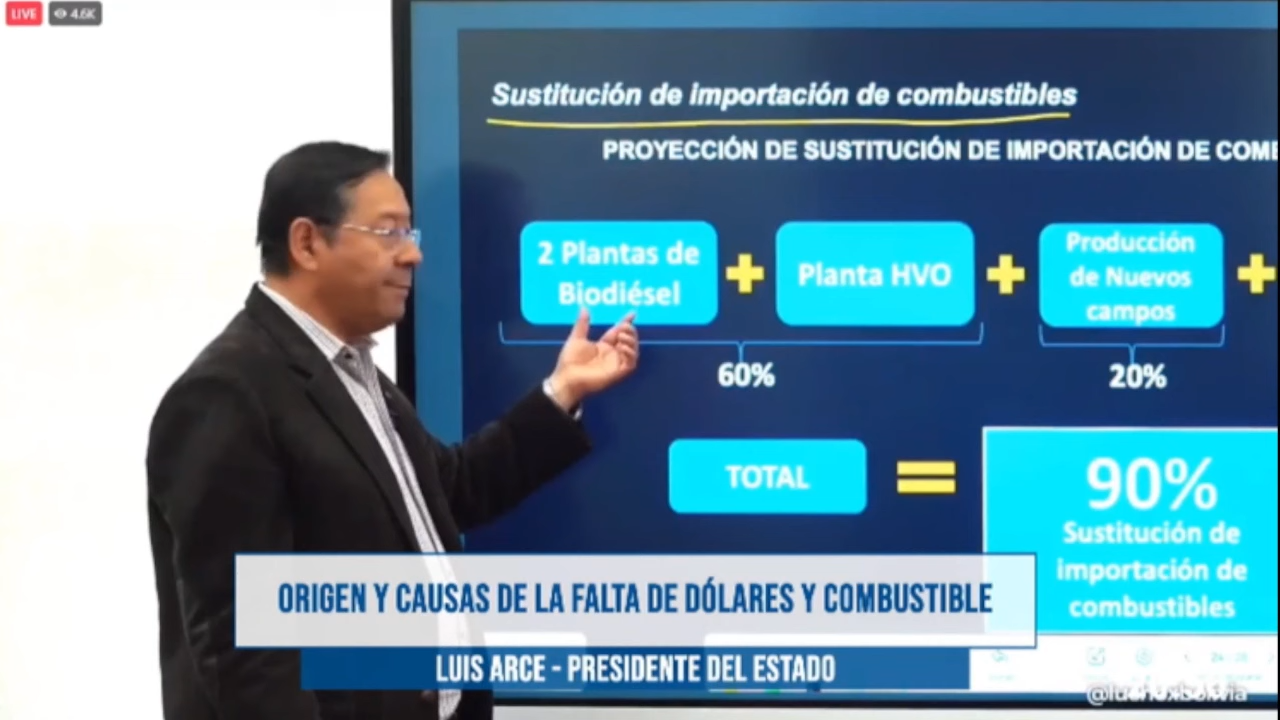 LIVE
4.6K
Sustitución de importación de combustibles
PROYECCIÓN DE SUSTITUCIÓN DE IMPORTACIÓN DE COM
2 Plantas de
Biodiésel
+
Planta HVO
+
Producción
de Nuevos
campos
+
60%
20%
TOTAL
=
90%
Sustitución de
importación de
combustibles
ORIGEN Y CAUSAS DE LA FALTA DE DÓLARES Y COMBUSTIBLE
LUIS ARCE - PRESIDENTE DEL ESTADO